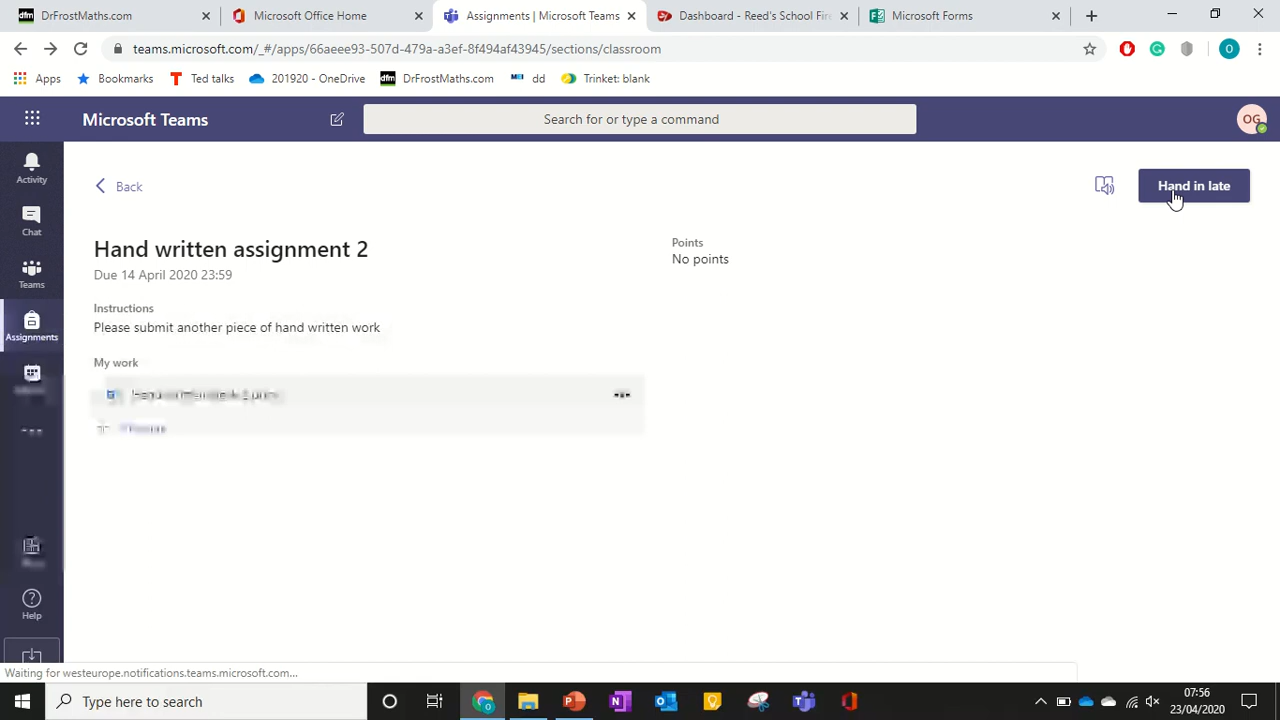 DrFrostMaths.com
Microsoft Office Home
Assignments | Microsoft Teams
Dashboard - Reed's School Fire
Microsoft Forms
teams.microsoft.com/_#/apps/66aeee93-507d-479a-a3ef-8f494af43945/sections/classroom
O
Apps
Bookmarks
Ted talks
201920 - OneDrive
DrFrostMaths.com
dd
Trinket: blank
Microsoft Teams
Search for or type a command
OG
Activity
Chat
Teams
Assignments
Help
Back
Hand in late
Hand written assignment 2
Due 14 April 2020 23:59
Points
No points
Instructions
Please submit another piece of hand written work
My work
Waiting for westeurope.notifications.teams.microsoft.com...
Type here to search
07:56
23/04/2020